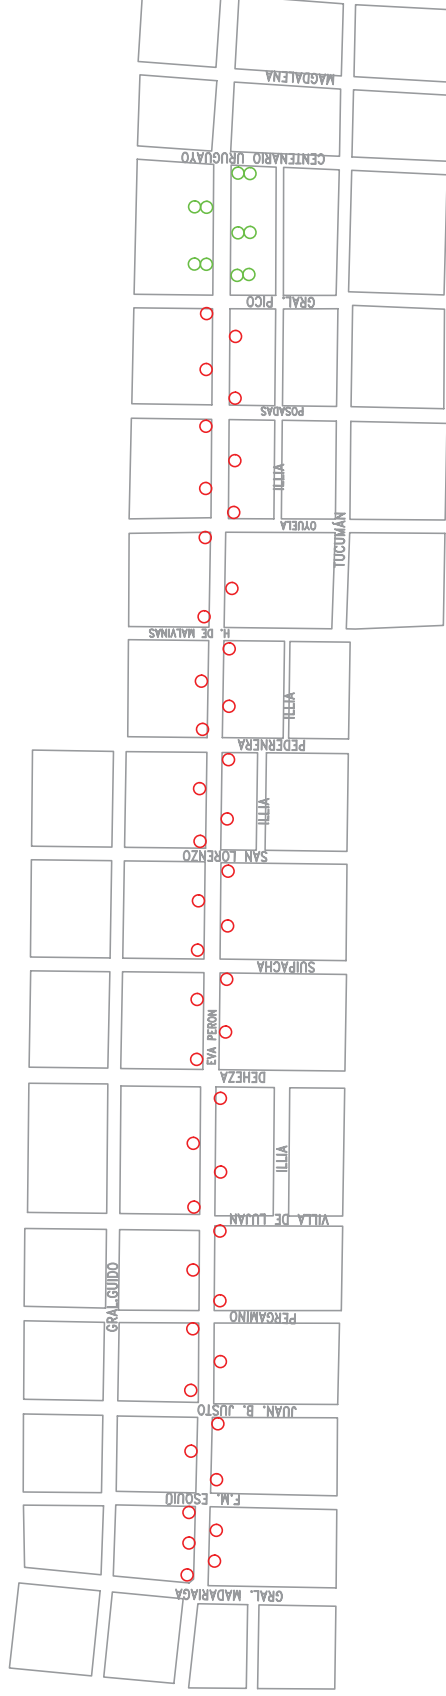 MAGDALENA
CENTENARIO URUGUAYO
GRAL. PICO
POSADAS
ILLIA
OYUELA
TUCUMÁN
H. DE MALVINAS
ILLIA
PEDERNERA
ILLIA
SAN LORENZO
SUIPACHA
EVA PERON
DEHEZA
ILLIA
VILLA DE LUJAN
GRAL.GUIDO
PERGAMINO
JUAN. B. JUSTO
F.M. ESQUIÚ
GRAL. MADARIAGA